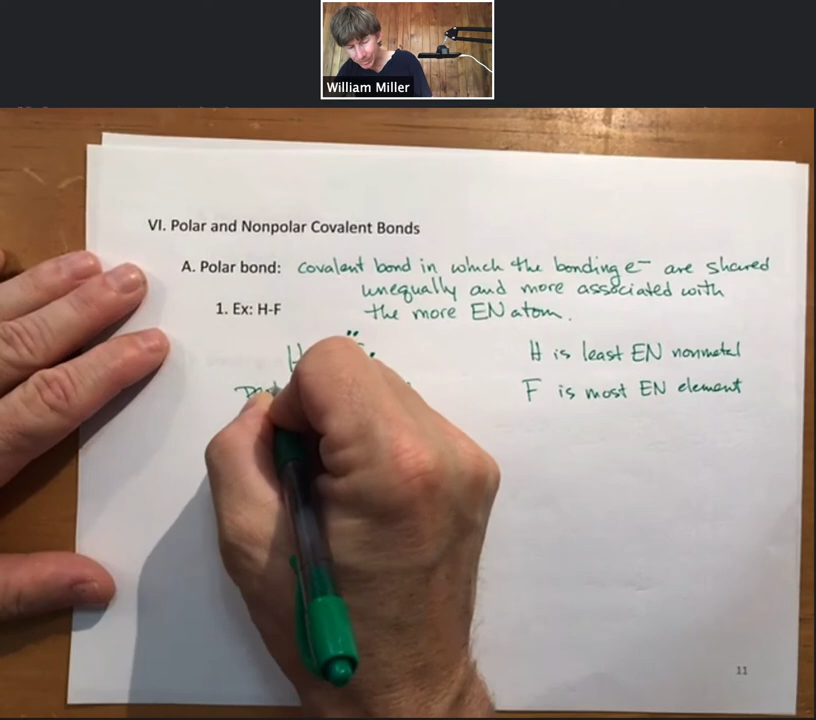 William Miller
VI. Polar and Nonpolar Covalent Bonds
A. Polar bond: covalent bond in which the bonding e⁻ are shared
unequally and more associated with
1. Ex: H-F the more EN atom.
H
H is least EN nonmetal
F is most EN element
11